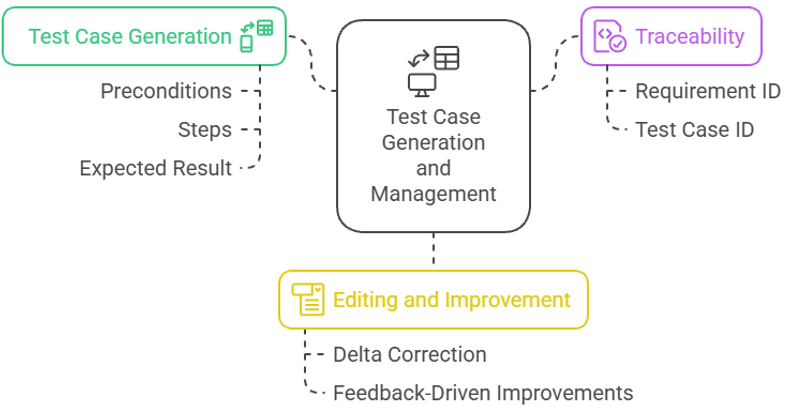 Test Case Generation
Preconditions
Steps
Expected Result
Test Case
Generation
and
Management
Traceability
Requirement ID
Test Case ID
Editing and Improvement
Delta Correction
Feedback-Driven Improvements